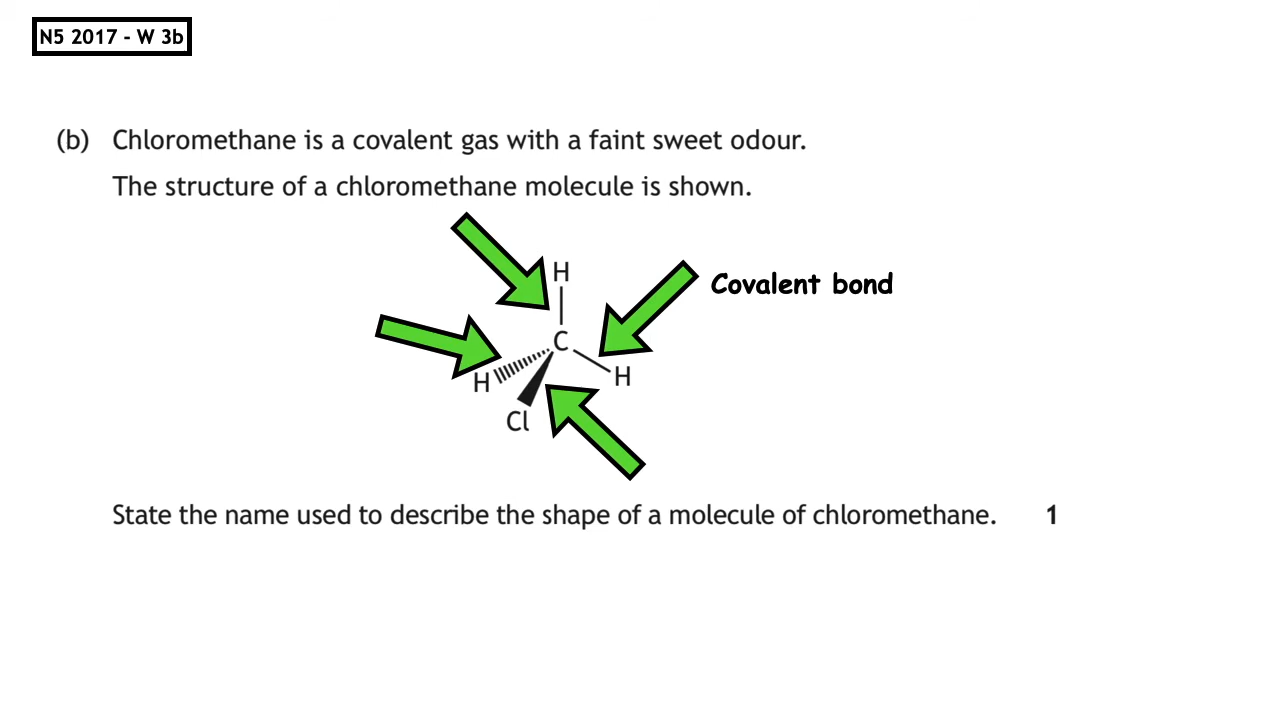 N5 2017 - W 3b
(b) Chloromethane is a covalent gas with a faint sweet odour.
The structure of a chloromethane molecule is shown.
H
Covalent bond
C
H
H
Cl
State the name used to describe the shape of a molecule of chloromethane. 1